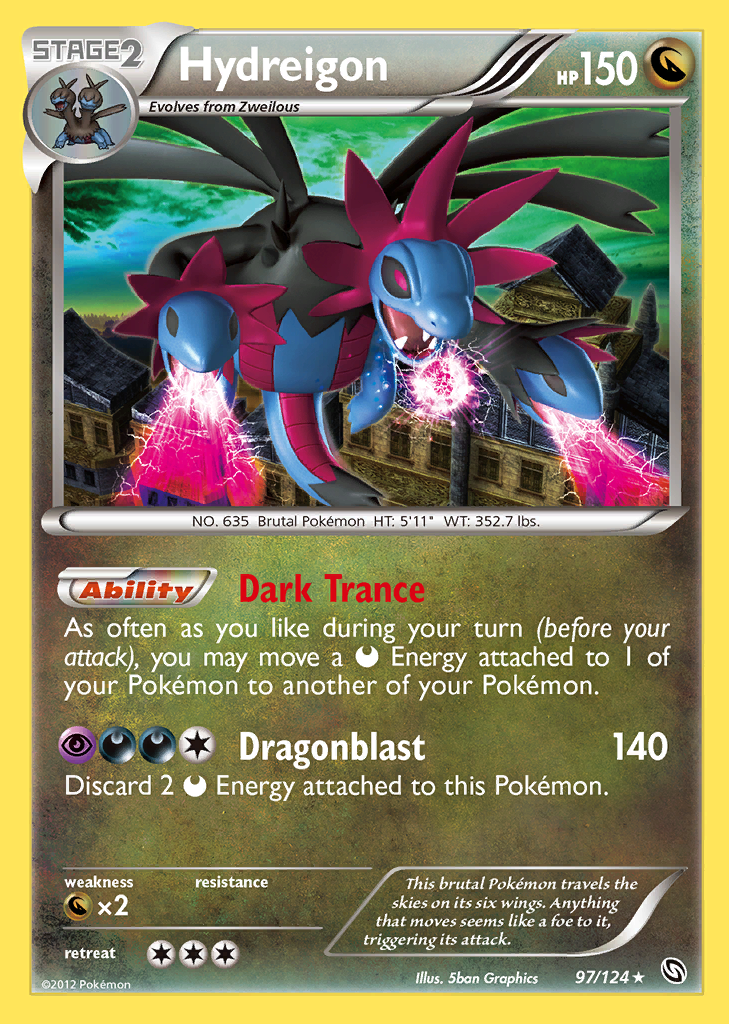 STAGE2
Hydreigon
HP150
Evolves from Zweilous
NO. 635 Brutal Pokémon HT: 5'11" WT: 352.7 lbs.
Ability Dark Trance
As often as you like during your turn (before your
attack), you may move a Energy attached to 1 of
your Pokémon to another of your Pokémon.
Dragonblast 140
Discard 2 Energy attached to this Pokémon.
weakness resistance
×2
retreat
This brutal Pokémon travels the
skies on its six wings. Anything
that moves seems like a foe to it,
triggering its attack.
©2012 Pokémon
Illus. 5ban Graphics
97/124 ★